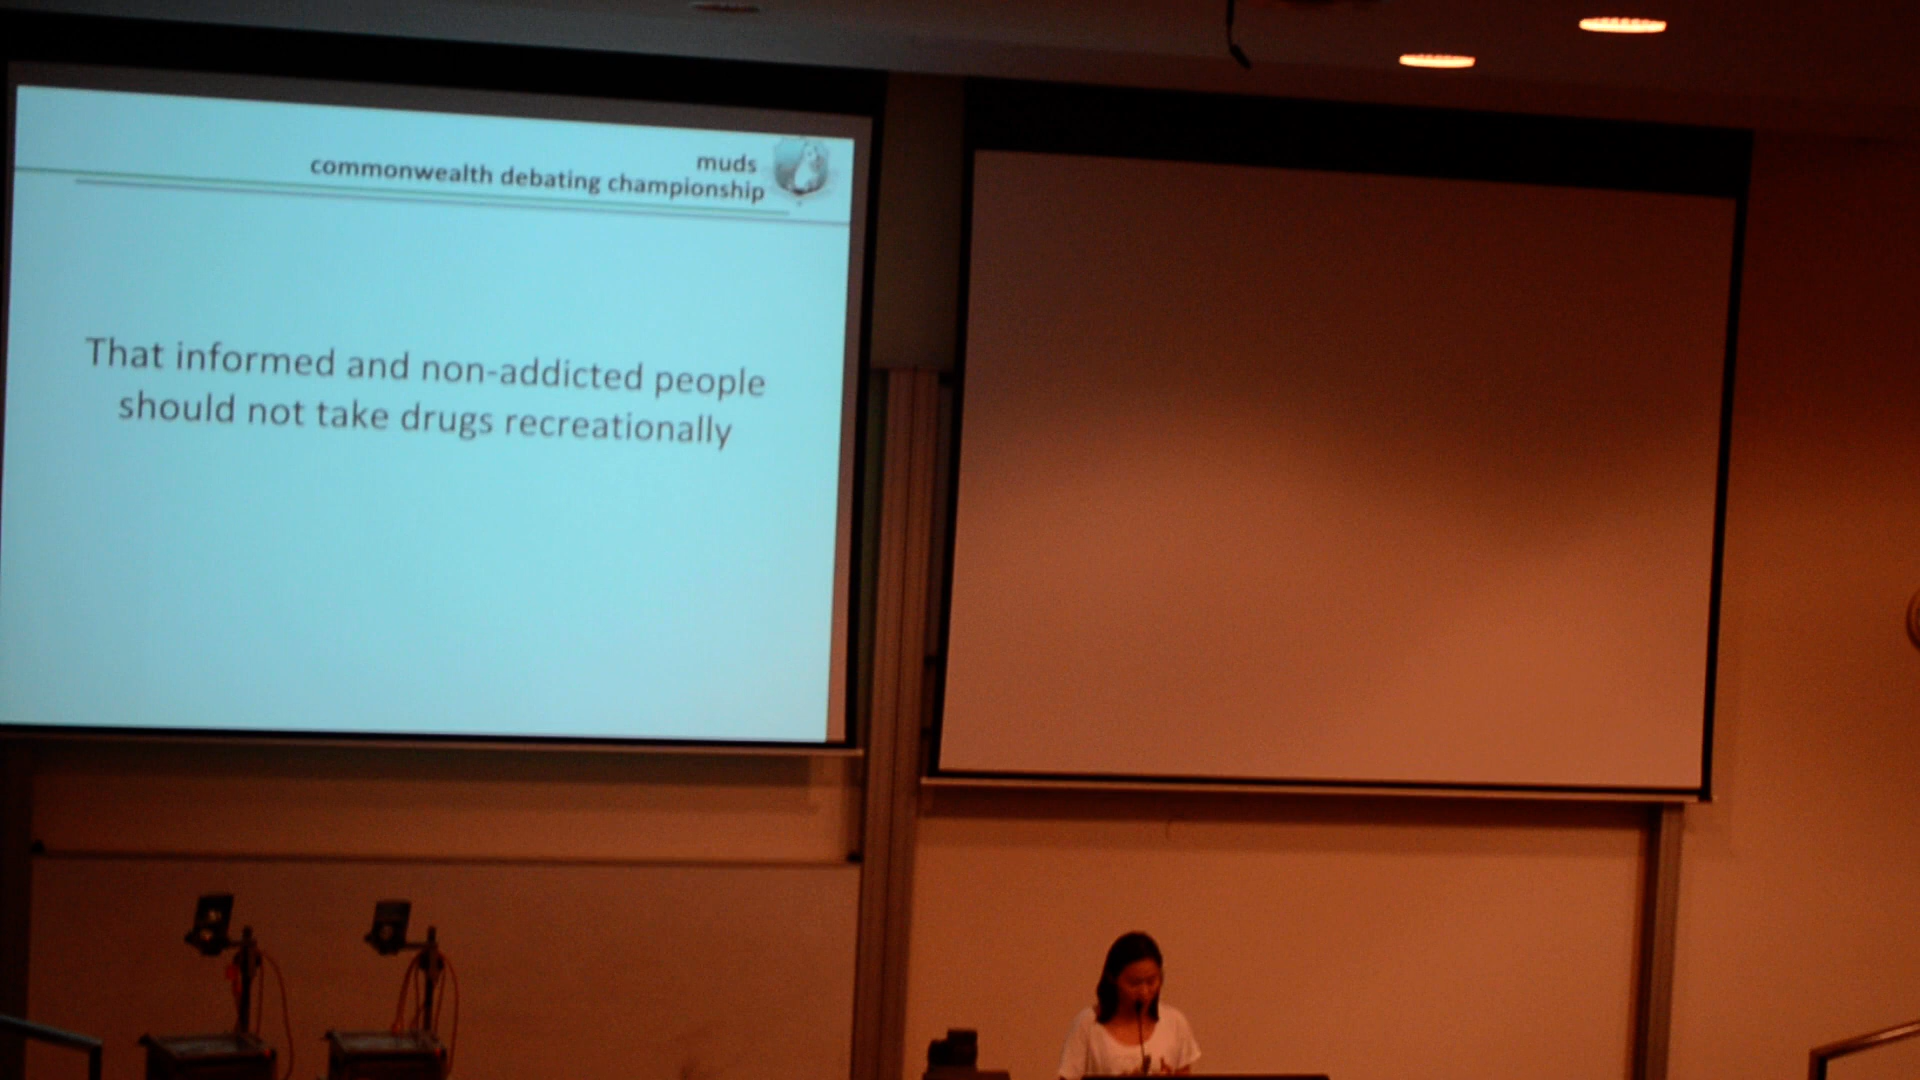 muds
commonwealth debating championship
That informed and non-addicted people
should not take drugs recreationally